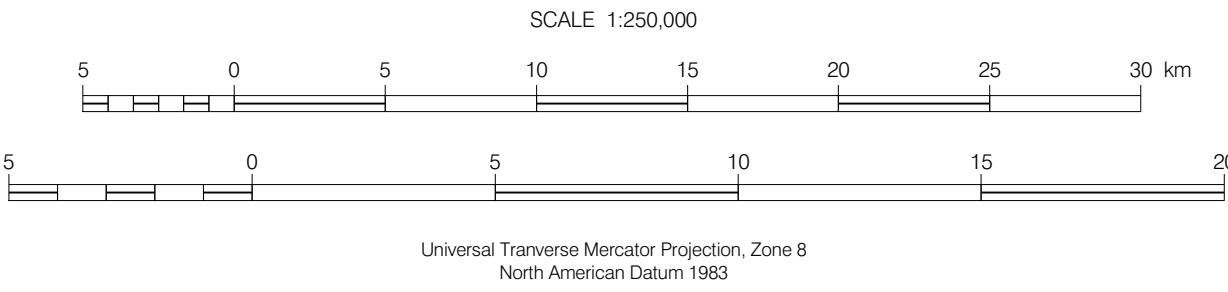 SCALE 1:250,000
5 0 5 10 15 20 25 30 km
5 0 5 10 15 20
Universal Tranverse Mercator Projection, Zone 8
North American Datum 1983